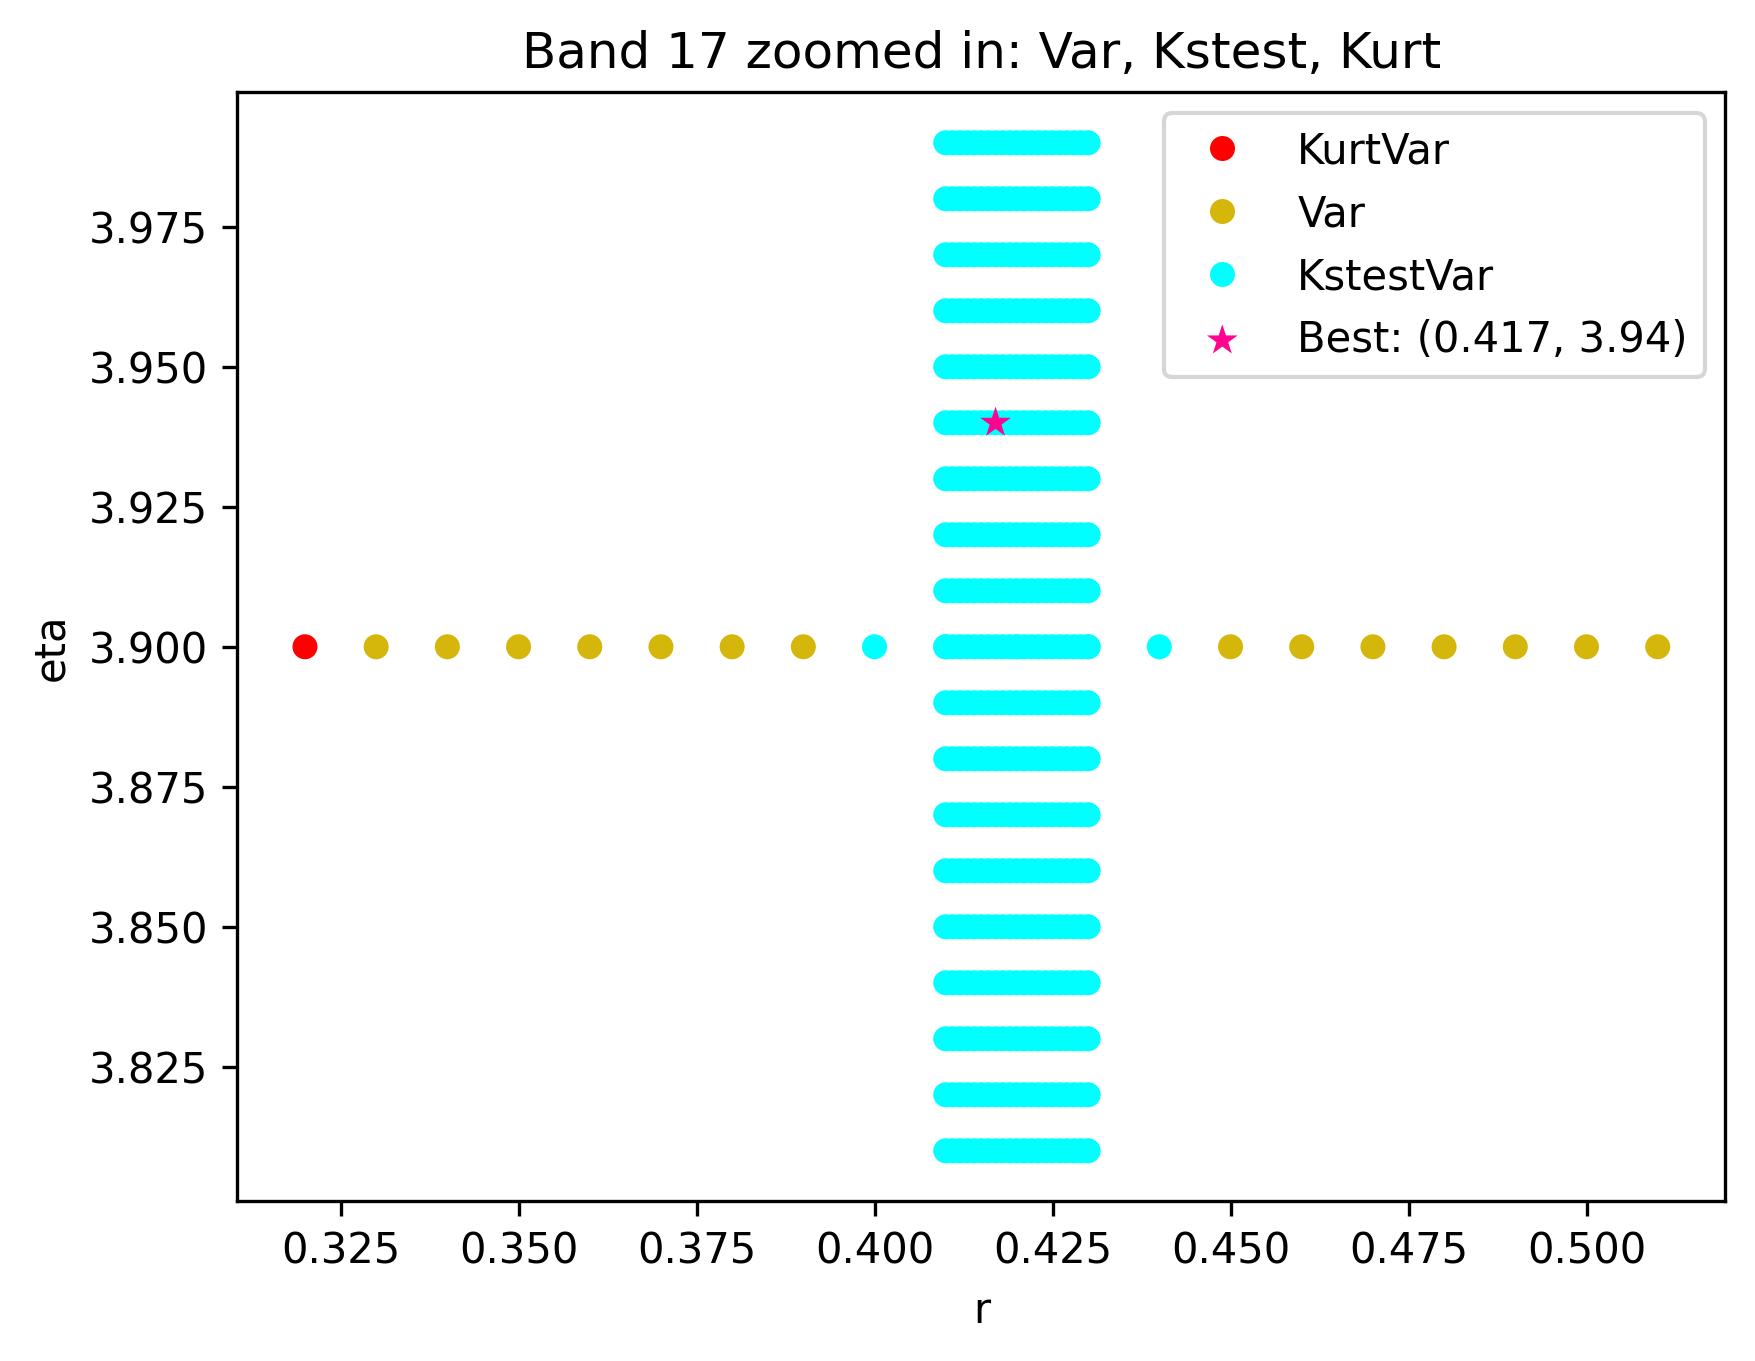 Band 17 zoomed in: Var, Kstest, Kurt
KurtVar
Var
KstestVar
Best: (0.417, 3.94)
eta
3.975
3.950
3.925
3.900
3.875
3.850
3.825
0.325 0.350 0.375 0.400 0.425 0.450 0.475 0.500
r